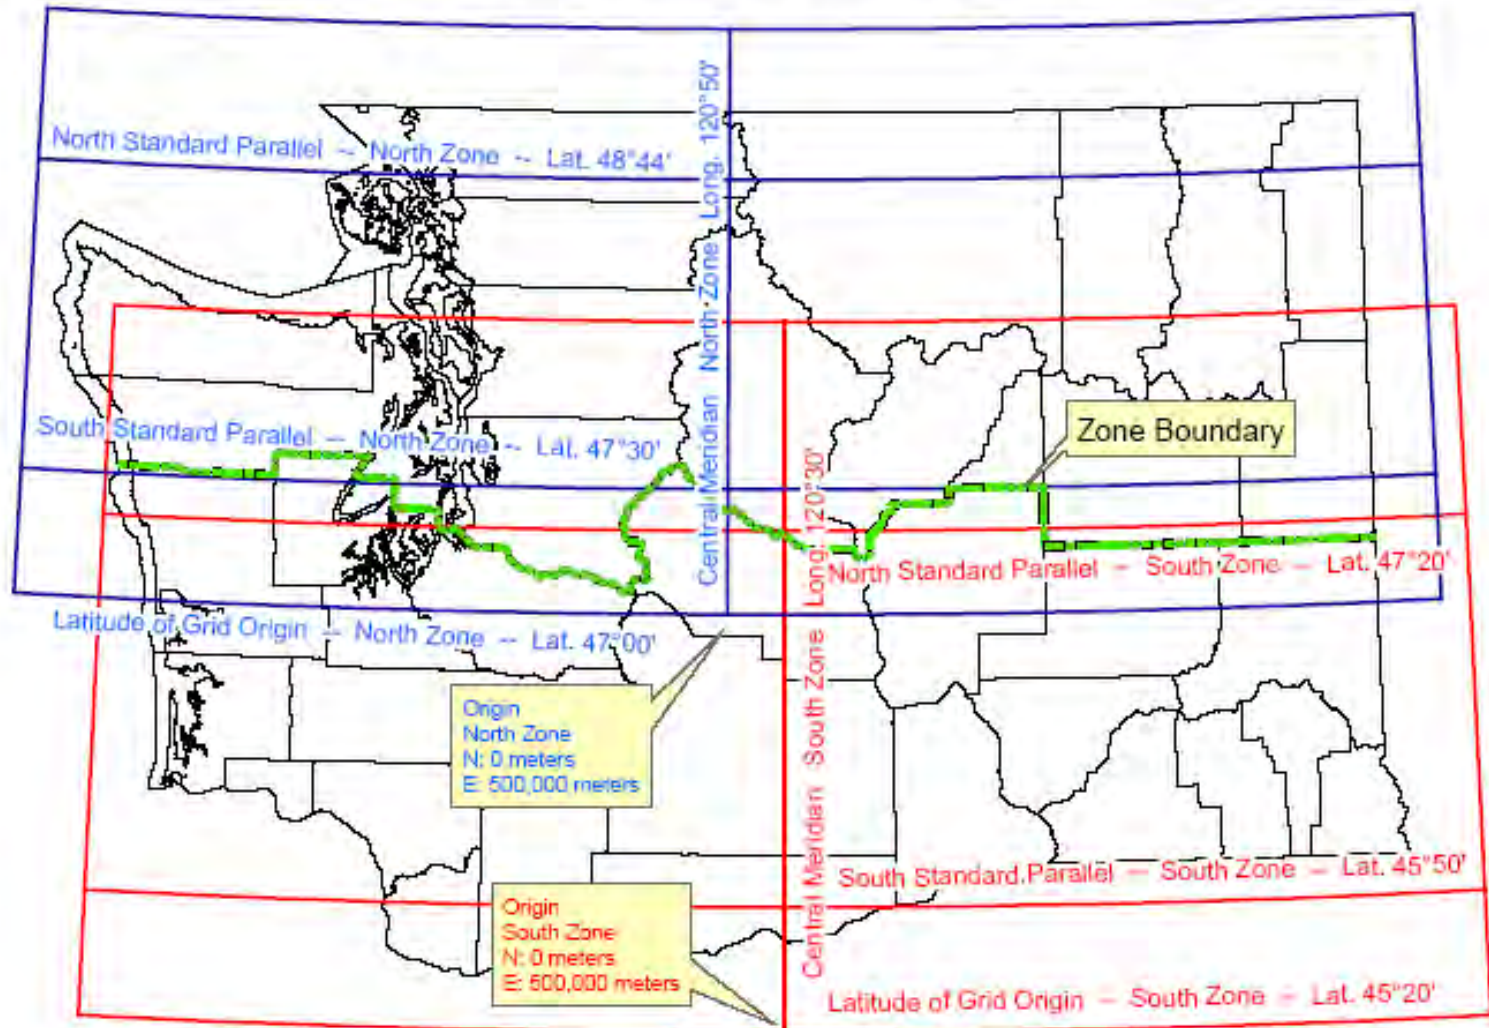 North Standard Parallel -- North Zone -- Lat. 48°44'
Central Meridian North Zone Long. 120°50'
South Standard Parallel -- North Zone -- Lat. 47°30'
Zone Boundary
Central Meridian South Zone Long. 120°30'
North Standard Parallel -- South Zone -- Lat. 47°20'
Latitude of Grid Origin -- North Zone -- Lat. 47°00'
Origin
North Zone
N: 0 meters
E: 500,000 meters
South Standard Parallel -- South Zone -- Lat. 45°50'
Origin
South Zone
N: 0 meters
E: 500,000 meters
Latitude of Grid Origin -- South Zone -- Lat. 45°20'